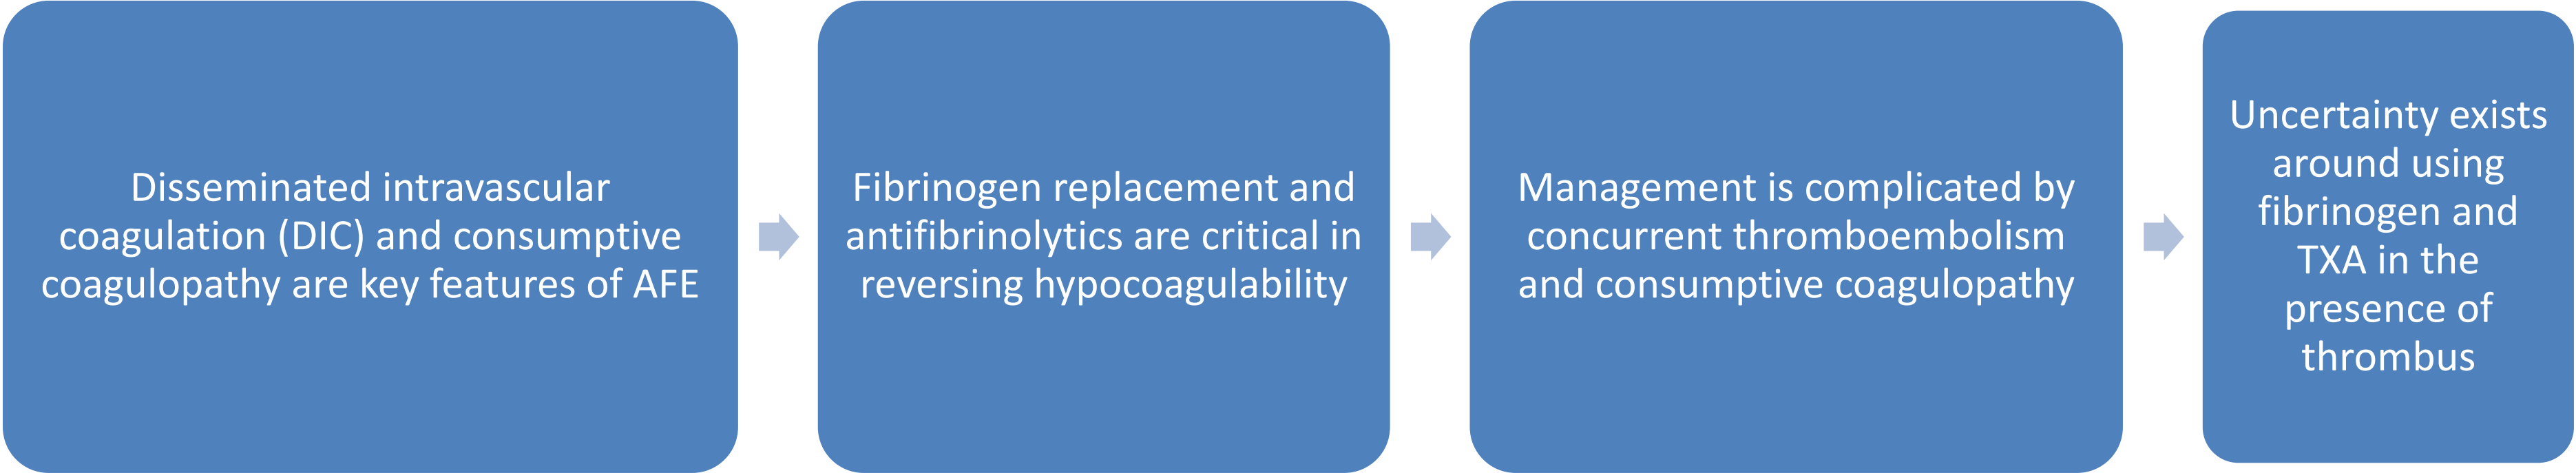 Disseminated intravascular
coagulation (DIC) and consumptive
coagulopathy are key features of AFE
Fibrinogen replacement and
antifibrinolytics are critical in
reversing hypocoagulability
Management is complicated by
concurrent thromboembolism
and consumptive coagulopathy
Uncertainty exists
around using
fibrinogen and
TXA in the
presence of
thrombus